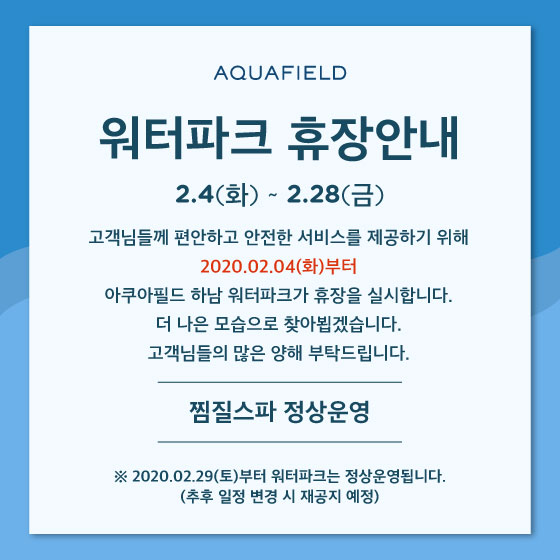 AQUAFIELD
워터파크 휴장안내
2.4(화) ~ 2.28(금)
고객님들께 편안하고 안전한 서비스를 제공하기 위해
2020.02.04(화)부터
아쿠아필드 하남 워터파크가 휴장을 실시합니다.
더 나은 모습으로 찾아뵙겠습니다.
고객님들의 많은 양해 부탁드립니다.
찜질스파 정상운영
※ 2020.02.29(토)부터 워터파크는 정상운영됩니다.
(추후 일정 변경 시 재공지 예정)